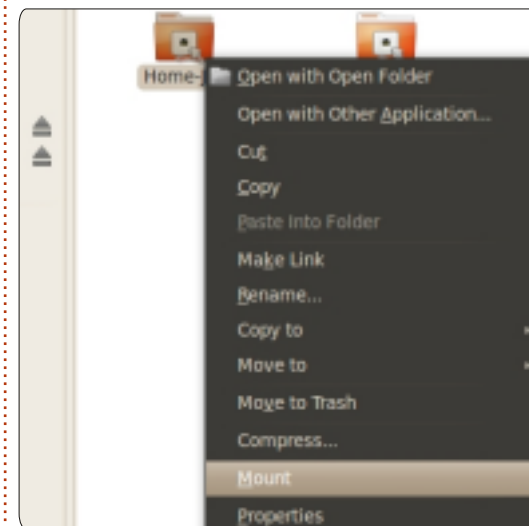 Home-
Open with Open Folder
Open with Other Application...
Cut
Copy
Paste Into Folder
Make Link
Rename...
Copy to
Move to
Move to Trash
Compress...
Mount
Properties